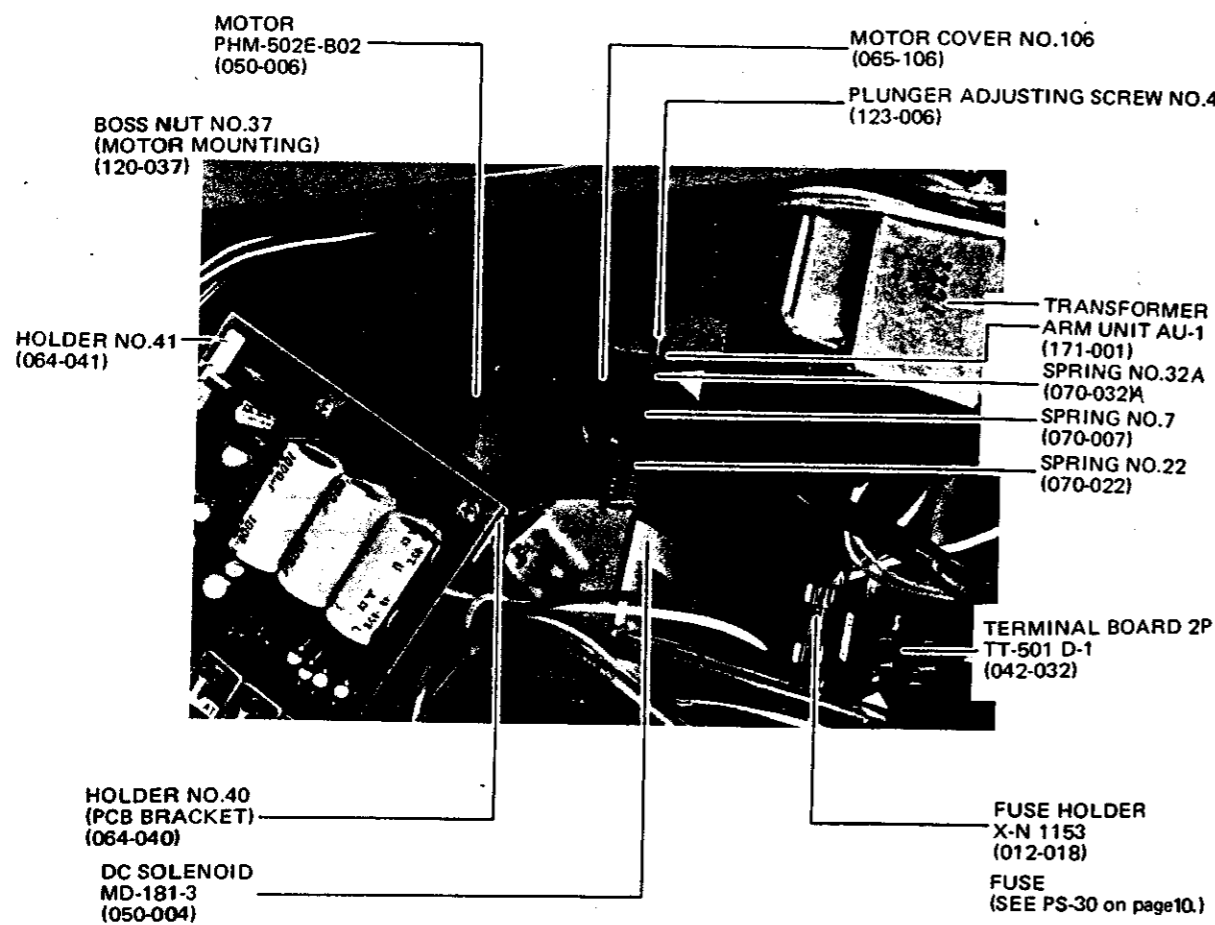 MOTOR
PHM-502E-B02
(050-006)
MOTOR COVER NO.106
(065-106)
PLUNGER ADJUSTING SCREW NO.4
(123-006)
BOSS NUT NO.37
(MOTOR MOUNTING)
(120-037)
HOLDER NO.41
(064-041)
TRANSFORMER
ARM UNIT AU-1
(171-001)
SPRING NO.32A
(070-032A)
SPRING NO.7
(070-007)
SPRING NO.22
(070-022)
TERMINAL BOARD 2P
TT-501 D-1
(042-032)
HOLDER NO.40
(PCB BRACKET)
(064-040)
DC SOLENOID
MD-181-3
(050-004)
FUSE HOLDER
X-N 1153
(012-018)
FUSE
(SEE PS-30 on page10.)